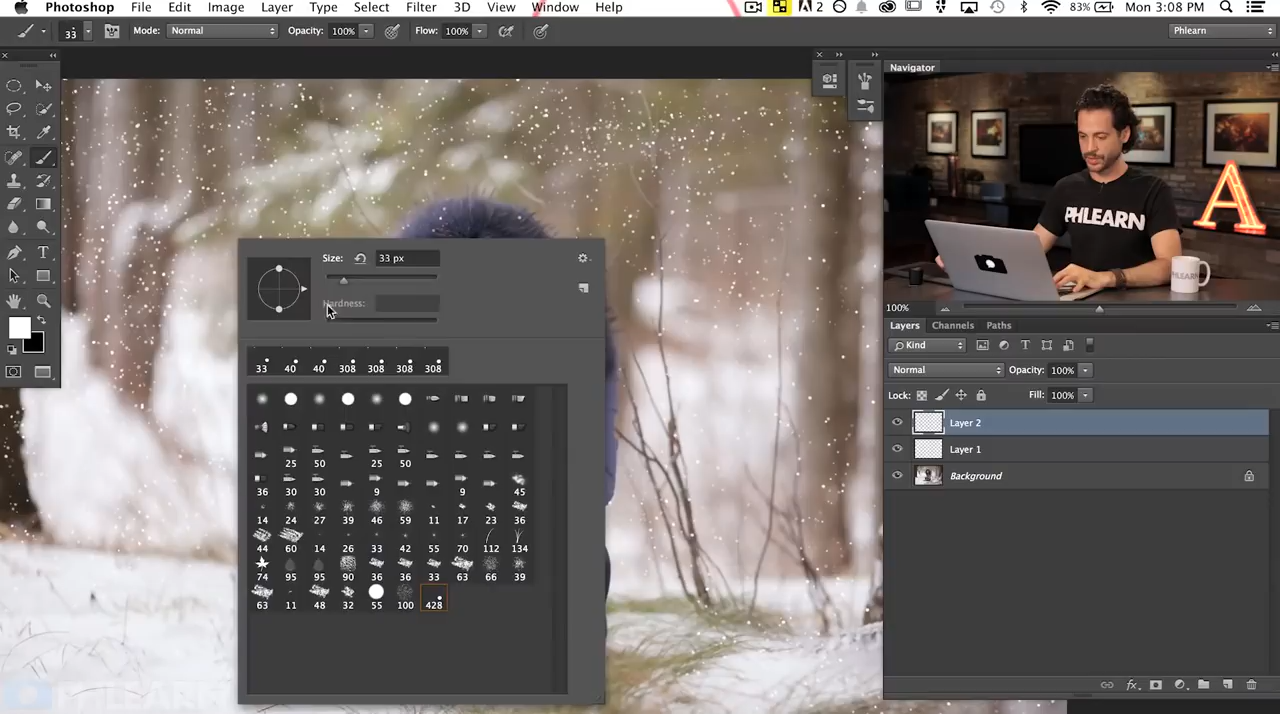 Photoshop File Edit Image Layer Type Select Filter 3D View Window Help 2 83% Mon 3:08 PM
33 Mode: Normal Opacity: 100% Flow: 100% Phlearn
Navigator
PHLEARN
PHLEARN
A
100%
Size: 33 px
Hardness:
33 40 40 308 308 308 308
25 50 25 50
36 30 30 9 9 45
14 24 27 39 46 59 11 17 23 36
44 60 14 26 33 42 55 70 112 134
74 95 95 90 36 36 33 63 66 39
63 11 48 32 55 100 428
Layers Channels Paths
Kind
Normal Opacity: 100%
Lock: Fill: 100%
Layer 2
Layer 1
Background
fx
PHLEARN